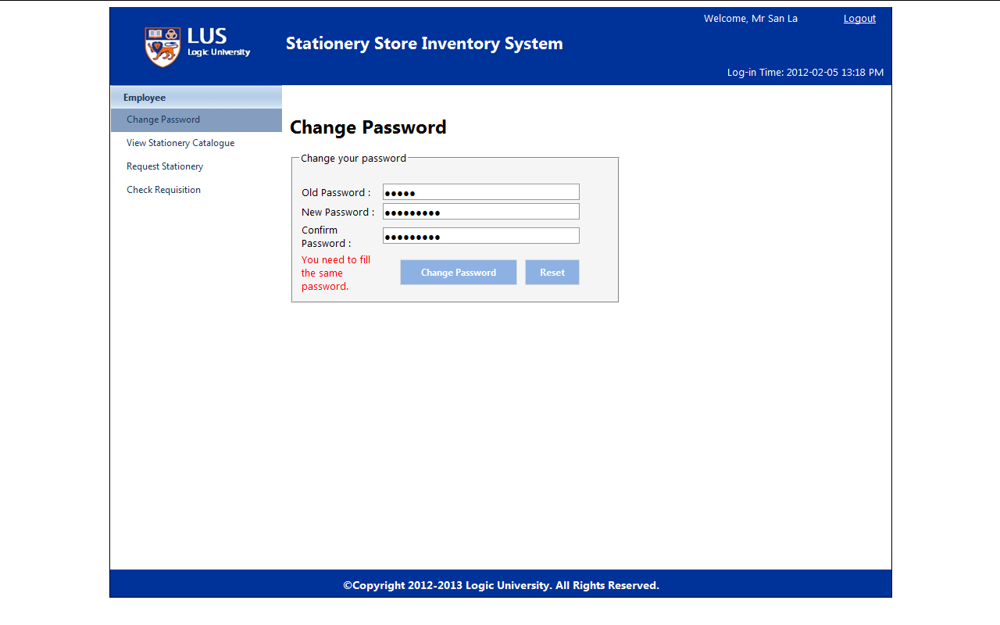 Welcome, Mr San La
Logout
LUS
Logic University
Stationery Store Inventory System
Log-in Time: 2012-02-05 13:18 PM
Employee
Change Password
View Stationery Catalogue
Request Stationery
Check Requisition
Change Password
Change your password
Old Password : ●●●●●
New Password : ●●●●●●●●●
Confirm
Password : ●●●●●●●●●
You need to fill
the same
password.
Change Password
Reset
©Copyright 2012-2013 Logic University. All Rights Reserved.